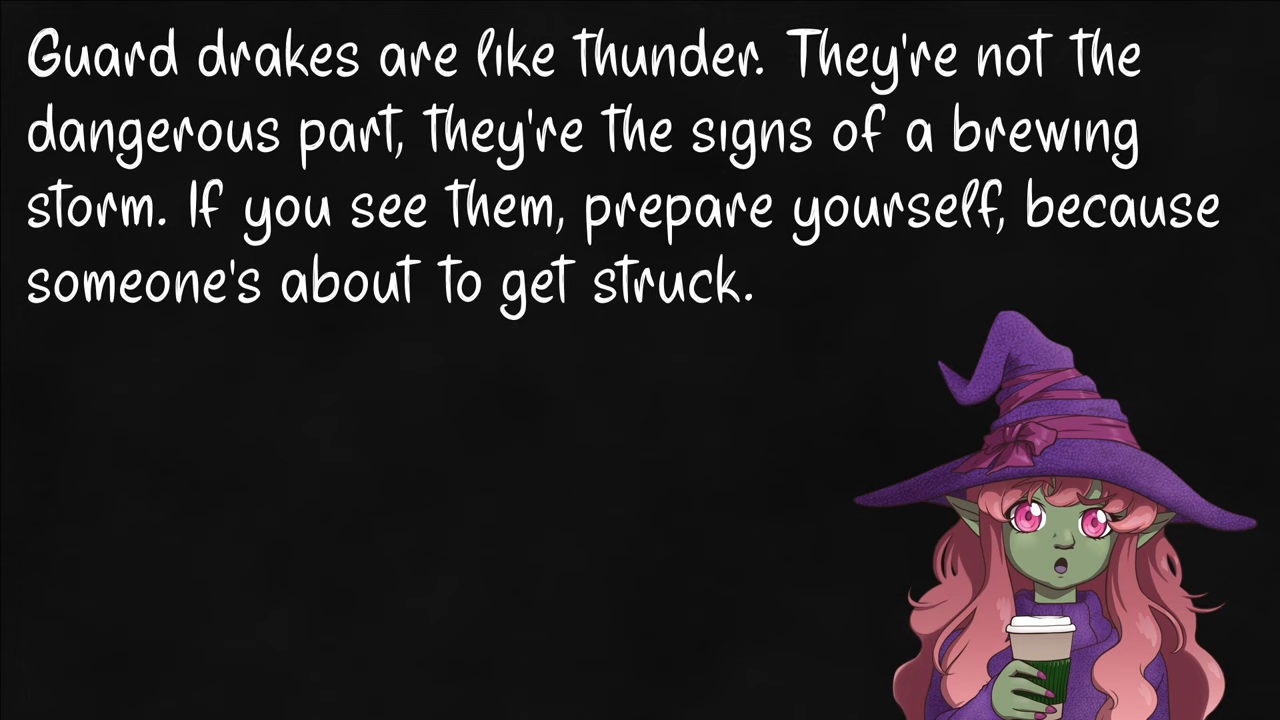 Guard drakes are like thunder. They're not the
dangerous part, they're the signs of a brewing
storm. If you see them, prepare yourself, because
someone's about to get struck.